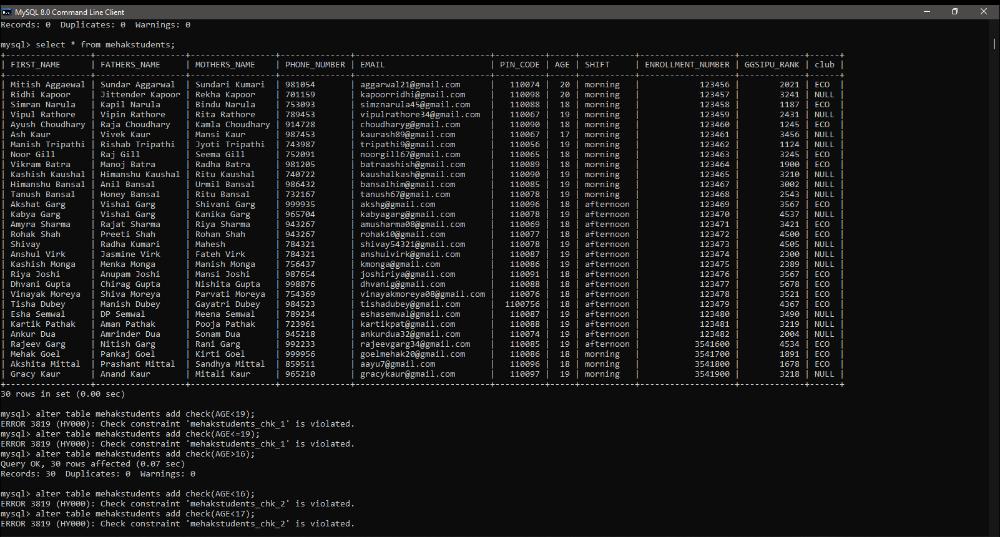 MySQL 8.0 Command Line Client
Records: 0  Duplicates: 0  Warnings: 0
mysql> select * from mehakstudents;
+-----------------+------------------+-----------------+--------------+---------------------------+----------+-----+-----------+-------------------+-------------+------+
| FIRST_NAME      | FATHERS_NAME     | MOTHERS_NAME    | PHONE_NUMBER | EMAIL                     | PIN_CODE | AGE | SHIFT     | ENROLLMENT_NUMBER | GGSIPU_RANK | club |
+-----------------+------------------+-----------------+--------------+---------------------------+----------+-----+-----------+-------------------+-------------+------+
| Mitish Aggaewal | Sundar Aggarwal  | Sundari Kumari  | 981054       | aggarwal21@gmail.com      |   110074 |  20 | morning   |            123456 |        2021 | ECO  |
| Ridhi Kapoor    | Jittender Kapoor | Rekha Kapoor    | 701159       | kapoorridhi@gmail.com     |   110098 |  20 | morning   |            123457 |        3241 | NULL |
| Simran Narula   | Kapil Narula     | Bindu Narula    | 753093       | simznarula45@gmail.com    |   110088 |  18 | morning   |            123458 |        1187 | ECO  |
| Vipul Rathore   | Vipin Rathore    | Rita Rathore    | 789453       | vipulrathore34@gmail.com  |   110067 |  19 | morning   |            123459 |        2431 | NULL |
| Ayush Choudhary | Raja Choudhary   | Kamla Choudhary | 914728       | choudharyg@gmail.com      |   110090 |  18 | morning   |            123460 |        1245 | ECO  |
| Ash Kaur        | Vivek Kaur       | Mansi Kaur      | 987453       | kaurash89@gmail.com       |   110067 |  17 | morning   |            123461 |        3456 | NULL |
| Manish Tripathi | Rishab Tripathi  | Jyoti Tripathi  | 743987       | tripathi9@gmail.com       |   110056 |  19 | morning   |            123462 |        1124 | NULL |
| Noor Gill       | Raj Gill         | Seema Gill      | 752091       | noorgill67@gmail.com      |   110065 |  18 | morning   |            123463 |        3245 | ECO  |
| Vikram Batra    | Manoj Batra      | Radha Batra     | 981205       | batraashish@gmail.com     |   110089 |  18 | morning   |            123464 |        1900 | ECO  |
| Kashish Kaushal | Himanshu Kaushal | Ritu Kaushal    | 740722       | kaushalkash@gmail.com     |   110090 |  19 | morning   |            123465 |        3210 | NULL |
| Himanshu Bansal | Anil Bansal      | Urmil Bansal    | 986432       | bansalhim@gmail.com       |   110085 |  19 | morning   |            123467 |        3002 | NULL |
| Tanush Bansal   | Honey Bansal     | Ritu Bansal     | 732167       | tanush67@gmail.com        |   110078 |  19 | morning   |            123468 |        2543 | NULL |
| Akshat Garg     | Vishal Garg      | Shivani Garg    | 999935       | akshg@gmail.com           |   110096 |  18 | afternoon |            123469 |        3567 | ECO  |
| Kabya Garg      | Vishal Garg      | Kanika Garg     | 965704       | kabyagarg@gmail.com       |   110078 |  19 | afternoon |            123470 |        4537 | NULL |
| Amyra Sharma    | Rajat Sharma     | Riya Sharma     | 943267       | amusharma08@gmail.com     |   110069 |  18 | afternoon |            123471 |        3421 | ECO  |
| Rohak Shah      | Preeti Shah      | Rohan Shah      | 943267       | rohak10@gmail.com         |   110077 |  18 | afternoon |            123472 |        4500 | ECO  |
| Shivay          | Radha Kumari     | Mahesh          | 784321       | shivay54321@gmail.com     |   110078 |  19 | afternoon |            123473 |        4505 | NULL |
| Anshul Virk     | Jasmine Virk     | Fateh Virk      | 784321       | anshulvirk@gmail.com      |   110087 |  19 | afternoon |            123474 |        2300 | NULL |
| Kashish Monga   | Menka Monga      | Manish Monga    | 756437       | kmonga@gmail.com          |   110086 |  19 | afternoon |            123475 |        2389 | NULL |
| Riya Joshi      | Anupam Joshi     | Mansi Joshi     | 987654       | joshiriya@gmail.com       |   110091 |  18 | afternoon |            123476 |        3567 | ECO  |
| Dhvani Gupta    | Chirag Gupta     | Nishita Gupta   | 998876       | dhvanig@gmail.com         |   110088 |  18 | afternoon |            123477 |        5678 | ECO  |
| Vinayak Moreya  | Shiva Moreya     | Parvati Moreya  | 754369       | vinayakmoreya08@gmail.com |   110076 |  18 | afternoon |            123478 |        3521 | ECO  |
| Tisha Dubey     | Manish Dubey     | Gayatri Dubey   | 984523       | tishadubey@gmail.com      |  1100756 |  18 | afternoon |            123479 |        4367 | ECO  |
| Esha Semwal     | DP Semwal        | Meena Semwal    | 789234       | eshasemwal@gmail.com      |   110087 |  19 | afternoon |            123480 |        3490 | NULL |
| Kartik Pathak   | Aman Pathak      | Pooja Pathak    | 723961       | kartikpat@gmail.com       |   110088 |  19 | afternoon |            123481 |        3219 | NULL |
| Ankur Dua       | Amrinder Dua     | Sonam Dua       | 945218       | ankurdua32@gmail.com      |   110074 |  19 | afternoon |            123482 |        2004 | NULL |
| Rajeev Garg     | Nitish Garg      | Rani Garg       | 992233       | rajeevgarg34@gmail.com    |   110085 |  19 | afternoon |           3541600 |        4534 | ECO  |
| Mehak Goel      | Pankaj Goel      | Kirti Goel      | 999956       | goelmehak20@gmail.com     |   110086 |  18 | morning   |           3541700 |        1891 | ECO  |
| Akshita Mittal  | Prashant Mittal  | Sandhya Mittal  | 859511       | aayu7@gmail.com           |   110096 |  18 | morning   |           3541800 |        1678 | ECO  |
| Gracy Kaur      | Anand Kaur       | Mitali Kaur     | 965210       | gracykaur@gmail.com       |   110097 |  19 | morning   |           3541900 |        3218 | NULL |
+-----------------+------------------+-----------------+--------------+---------------------------+----------+-----+-----------+-------------------+-------------+------+
30 rows in set (0.00 sec)
mysql> alter table mehakstudents add check(AGE<19);
ERROR 3819 (HY000): Check constraint 'mehakstudents_chk_1' is violated.
mysql> alter table mehakstudents add check(AGE<=19);
ERROR 3819 (HY000): Check constraint 'mehakstudents_chk_1' is violated.
mysql> alter table mehakstudents add check(AGE>16);
Query OK, 30 rows affected (0.07 sec)
Records: 30  Duplicates: 0  Warnings: 0
mysql> alter table mehakstudents add check(AGE<16);
ERROR 3819 (HY000): Check constraint 'mehakstudents_chk_2' is violated.
mysql> alter table mehakstudents add check(AGE<17);
ERROR 3819 (HY000): Check constraint 'mehakstudents_chk_2' is violated.